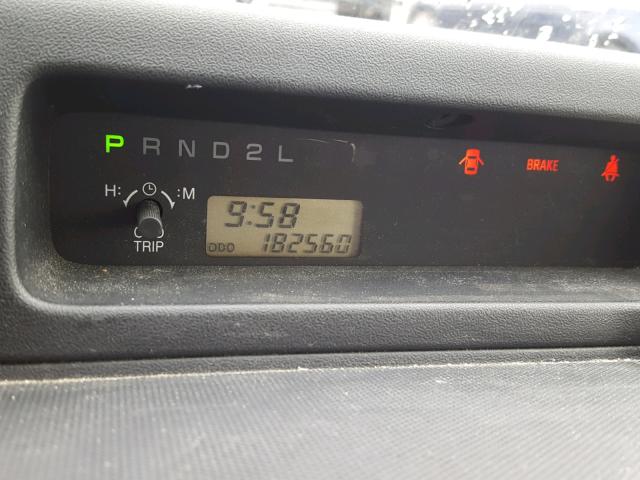 P R N D 2 L
BRAKE
H: :M
TRIP
9:58
ODO 182560